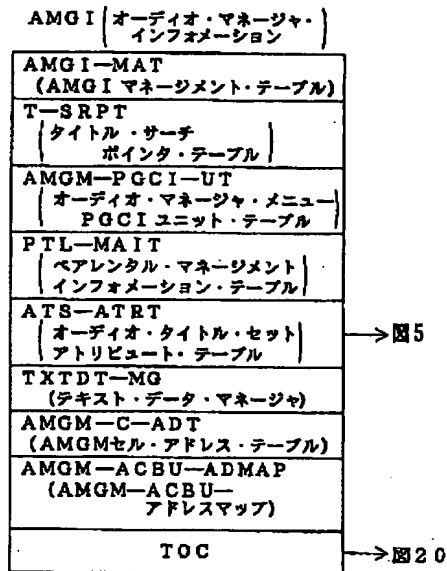 AMGI(オーディオ・マネージャ・
インフォメーション)
AMGI—MAT
(AMGI マネージメント・テーブル)
T—SRPT
(タイトル・サーチ
ポインタ・テーブル)
AMGM—PGCI—UT
(オーディオ・マネージャ・メニュー
PGCIユニット・テーブル)
PTL—MAIT
(ペアレンタル・マネージメント
インフォメーション・テーブル)
ATS—ATRT
(オーディオ・タイトル・セット
アトリビュート・テーブル)
→図5
TXTDT—MG
(テキスト・データ・マネージャ)
AMGM—C—ADT
(AMGMセル・アドレス・テーブル)
AMGM—ACBU—ADMAP
(AMGM—ACBU—
アドレスマップ)
TOC
→図20